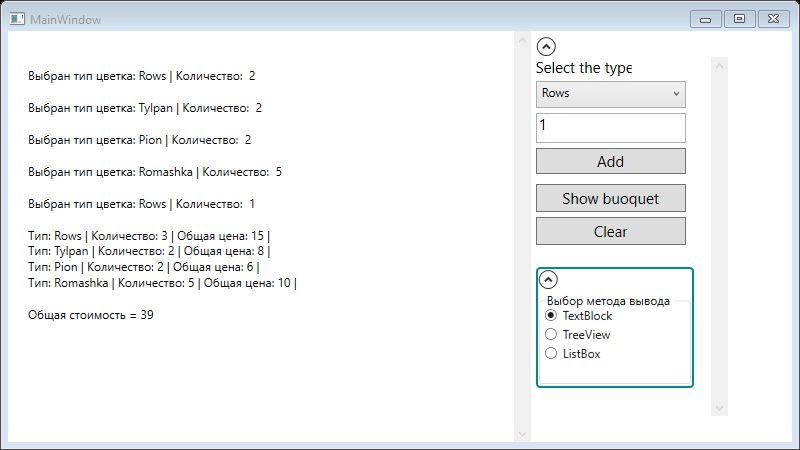 MainWindow
Выбран тип цветка: Rows | Количество:  2
Выбран тип цветка: Tylpan | Количество:  2
Выбран тип цветка: Pion | Количество:  2
Выбран тип цветка: Romashka | Количество:  5
Выбран тип цветка: Rows | Количество:  1
Тип: Rows | Количество: 3 | Общая цена: 15 |
Тип: Tylpan | Количество: 2 | Общая цена: 8 |
Тип: Pion | Количество: 2 | Общая цена: 6 |
Тип: Romashka | Количество: 5 | Общая цена: 10 |
Общая стоимость = 39
Select the type
Rows
1
Add
Show buoquet
Clear
Выбор метода вывода
TextBlock
TreeView
ListBox